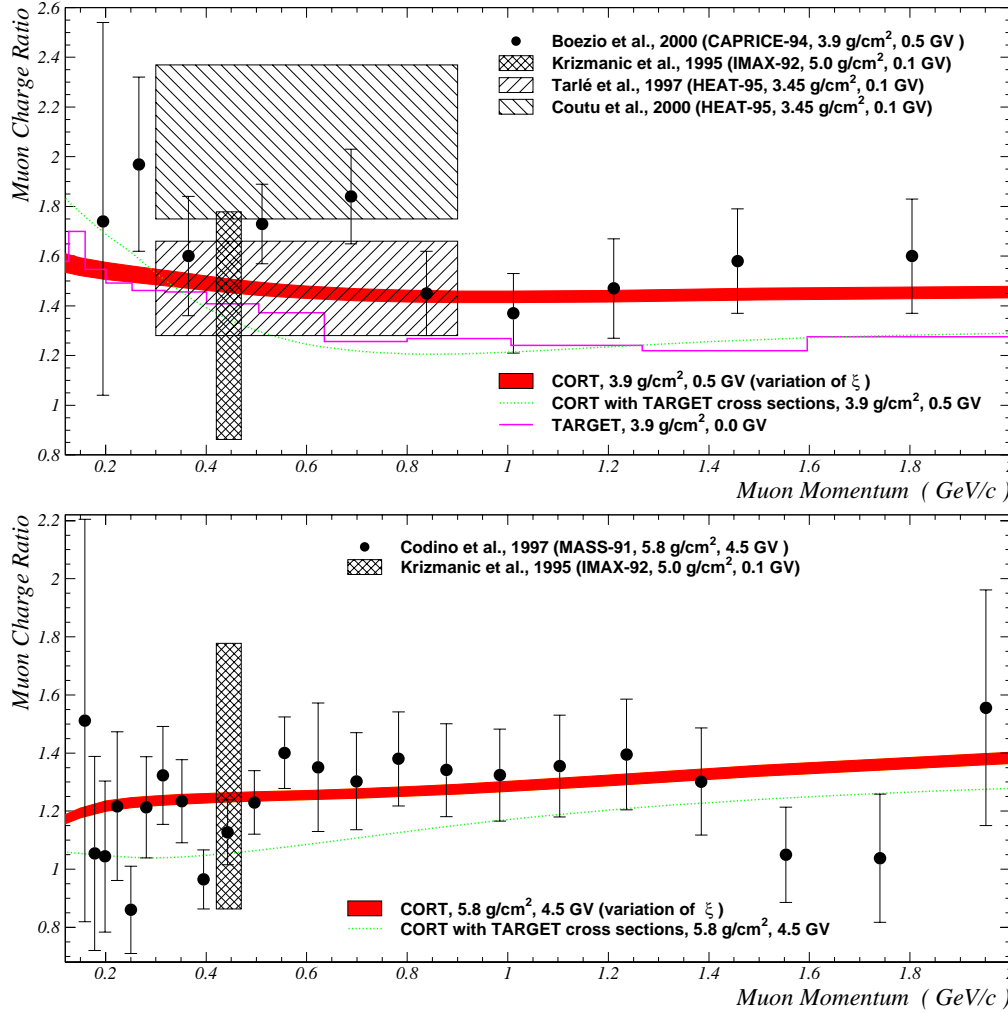 Muon Charge Ratio
2.6
2.4
2.2
2
1.8
1.6
1.4
1.2
1
0.8
Boezio et al., 2000 (CAPRICE-94, 3.9 g/cm², 0.5 GV )
Krizmanic et al., 1995 (IMAX-92, 5.0 g/cm², 0.1 GV)
Tarlé et al., 1997 (HEAT-95, 3.45 g/cm², 0.1 GV)
Coutu et al., 2000 (HEAT-95, 3.45 g/cm², 0.1 GV)
CORT, 3.9 g/cm², 0.5 GV (variation of ξ )
CORT with TARGET cross sections, 3.9 g/cm², 0.5 GV
TARGET, 3.9 g/cm², 0.0 GV
0.2 0.4 0.6 0.8 1 1.2 1.4 1.6 1.8 2
Muon Momentum ( GeV/c )
Muon Charge Ratio
2.2
2
1.8
1.6
1.4
1.2
1
0.8
Codino et al., 1997 (MASS-91, 5.8 g/cm², 4.5 GV )
Krizmanic et al., 1995 (IMAX-92, 5.0 g/cm², 0.1 GV)
CORT, 5.8 g/cm², 4.5 GV (variation of ξ )
CORT with TARGET cross sections, 5.8 g/cm², 4.5 GV
0.2 0.4 0.6 0.8 1 1.2 1.4 1.6 1.8 2
Muon Momentum ( GeV/c )